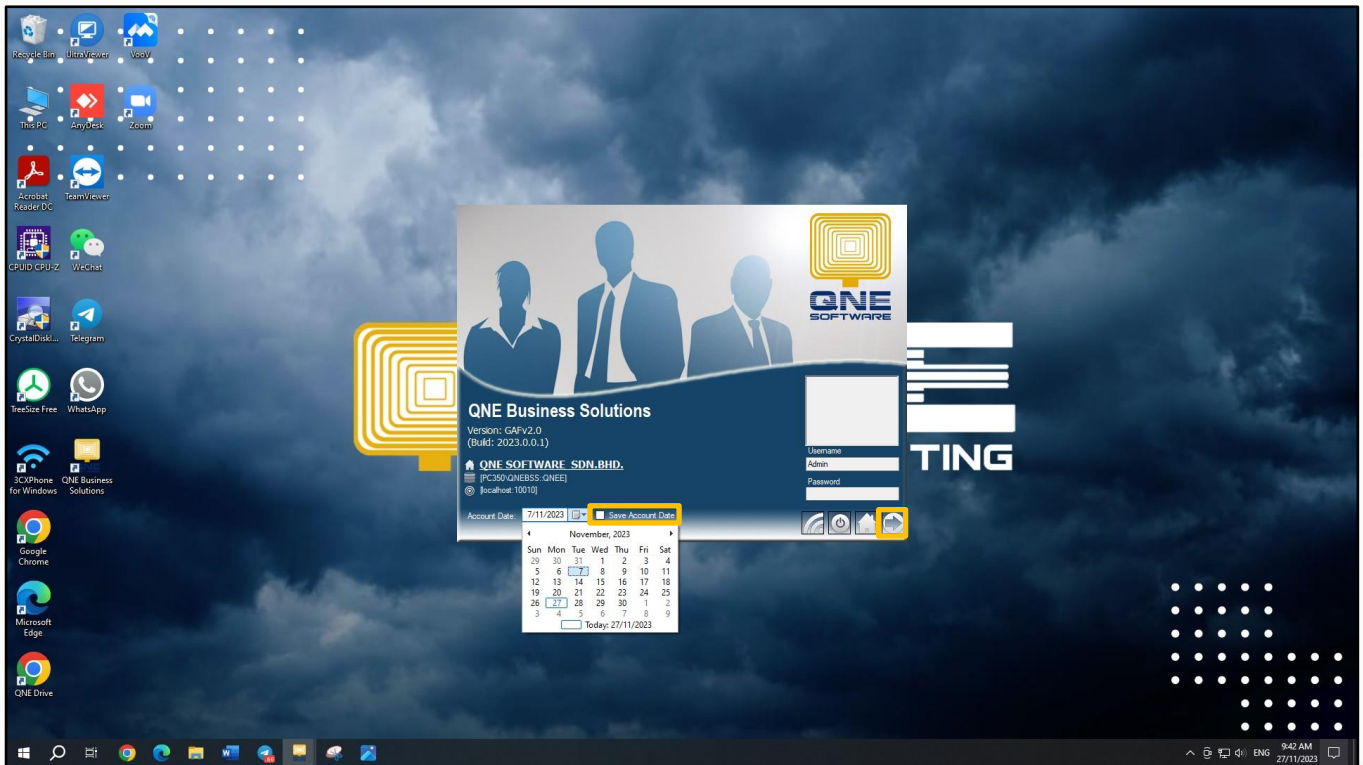 Recycle Bin
UltraViewer
VooV
This PC
AnyDesk
Zoom
Acrobat
Reader DC
TeamViewer
CPUID CPU-Z
WeChat
CrystalDiskI...
Telegram
TreeSize Free
WhatsApp
3CXPhone
for Windows
QNE Business
Solutions
Google
Chrome
Microsoft
Edge
QNE Drive
QNE
SOFTWARE
QNE Business Solutions
Version: GAFv2.0
(Build: 2023.0.0.1)
QNE SOFTWARE SDN.BHD.
[PC350\QNEBSS::QNEE]
[localhost:10010]
Username
Admin
Password
Account Date: 7/11/2023 Save Account Date
November, 2023
Sun Mon Tue Wed Thu Fri Sat
29 30 31 1 2 3 4
5 6 7 8 9 10 11
12 13 14 15 16 17 18
19 20 21 22 23 24 25
26 27 28 29 30 1 2
3 4 5 6 7 8 9
Today: 27/11/2023
TING
ENG
9:42 AM
27/11/2023